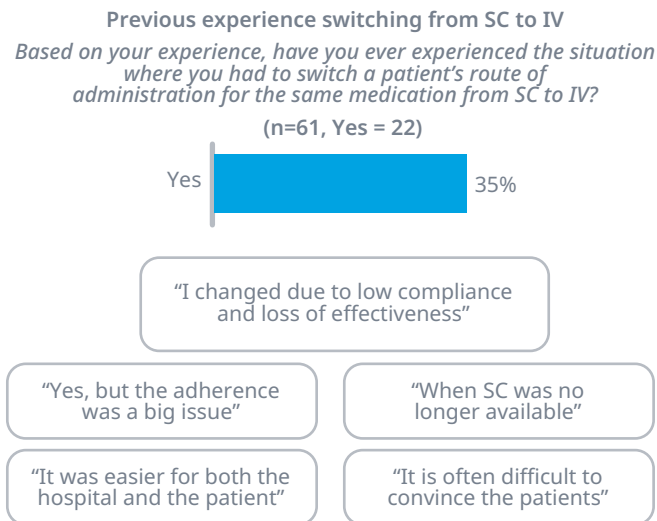 Previous experience switching from SC to IV
Based on your experience, have you ever experienced the situation
where you had to switch a patient's route of
administration for the same medication from SC to IV?
(n=61, Yes = 22)
Yes
35%
“I changed due to low compliance
and loss of effectiveness”
“Yes, but the adherence
was a big issue”
“When SC was no
longer available”
“It was easier for both the
hospital and the patient”
“It is often difficult to
convince the patients”